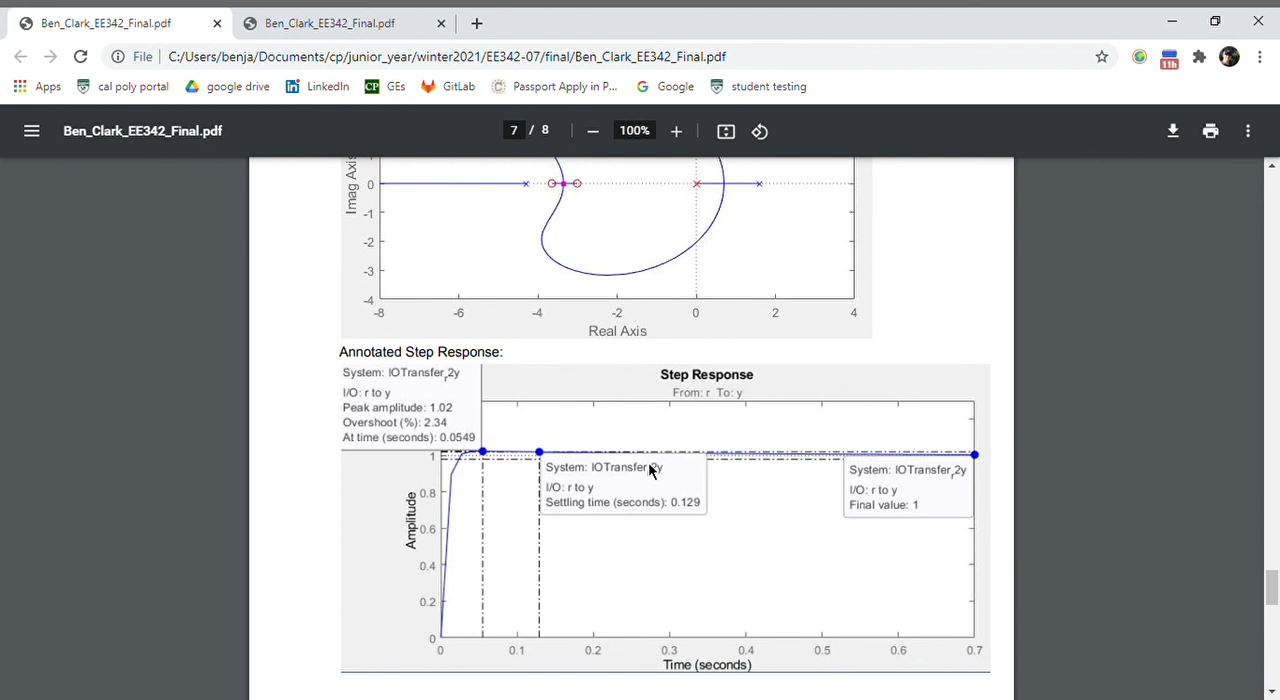 Ben_Clark_EE342_Final.pdf
Ben_Clark_EE342_Final.pdf
File C:/Users/benja/Documents/cp/junior_year/winter2021/EE342-07/final/Ben_Clark_EE342_Final.pdf
11h
Apps cal poly portal google drive LinkedIn CP GEs GitLab Passport Apply in P... Google student testing
Ben_Clark_EE342_Final.pdf 7 / 8 100%
Imag Axis
0
-1
-2
-3
-4
-8 -6 -4 -2 0 2 4
Real Axis
Annotated Step Response:
System: IOTransfer_r2y
I/O: r to y
Peak amplitude: 1.02
Overshoot (%): 2.34
At time (seconds): 0.0549
Step Response
From: r To: y
System: IOTransfer_r2y
I/O: r to y
Settling time (seconds): 0.129
System: IOTransfer_r2y
I/O: r to y
Final value: 1
Amplitude
1
0.8
0.6
0.4
0.2
0
0 0.1 0.2 0.3 0.4 0.5 0.6 0.7
Time (seconds)